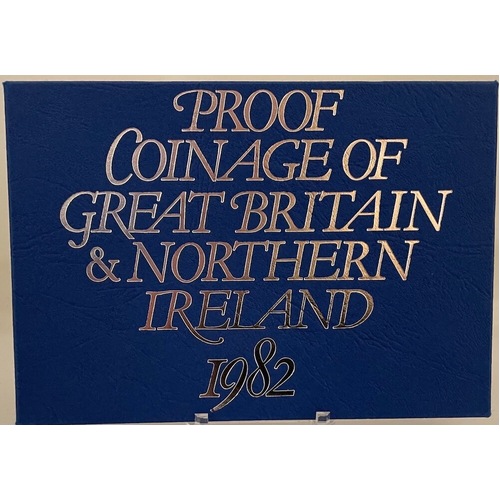 PROOF
COINAGE OF
GREAT BRITAIN
& NORTHERN
IRELAND
1982